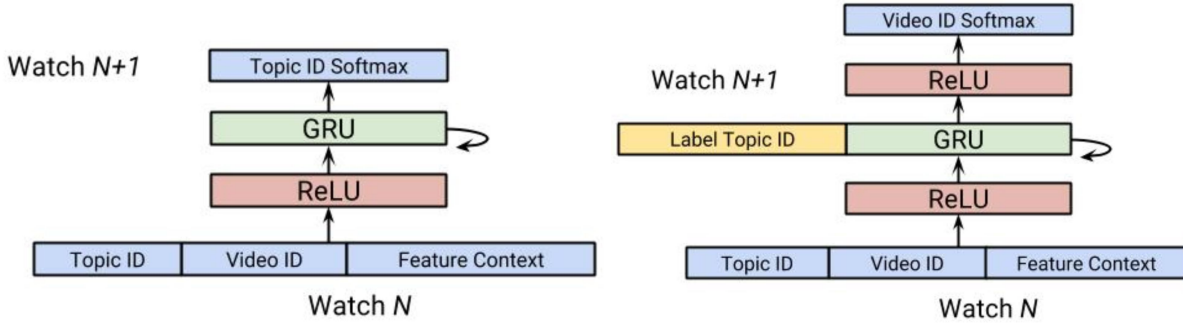 Watch N+1
Topic ID Softmax
GRU
ReLU
Topic ID Video ID Feature Context
Watch N
Video ID Softmax
Watch N+1
ReLU
Label Topic ID GRU
ReLU
Topic ID Video ID Feature Context
Watch N